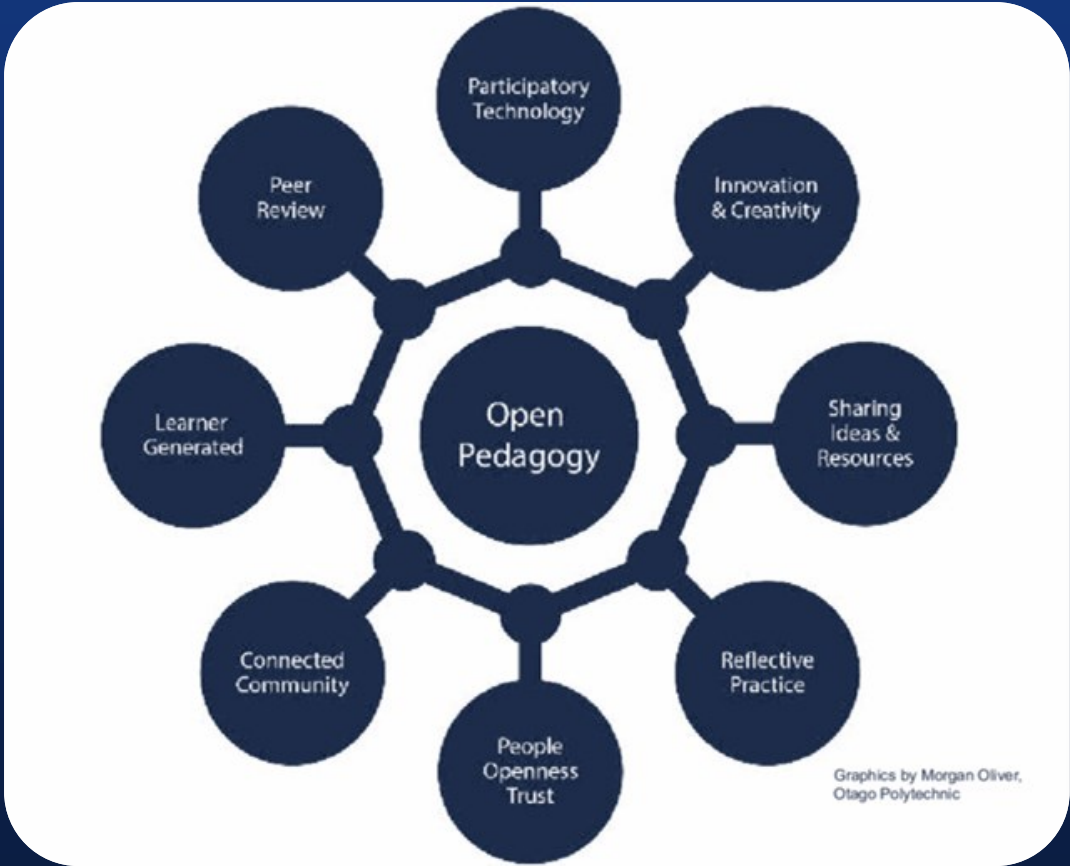 Participatory
Technology
Innovation
& Creativity
Sharing
Ideas &
Resources
Reflective
Practice
People
Openness
Trust
Connected
Community
Learner
Generated
Peer
Review
Open
Pedagogy
Graphics by Morgan Oliver,
Otago Polytechnic